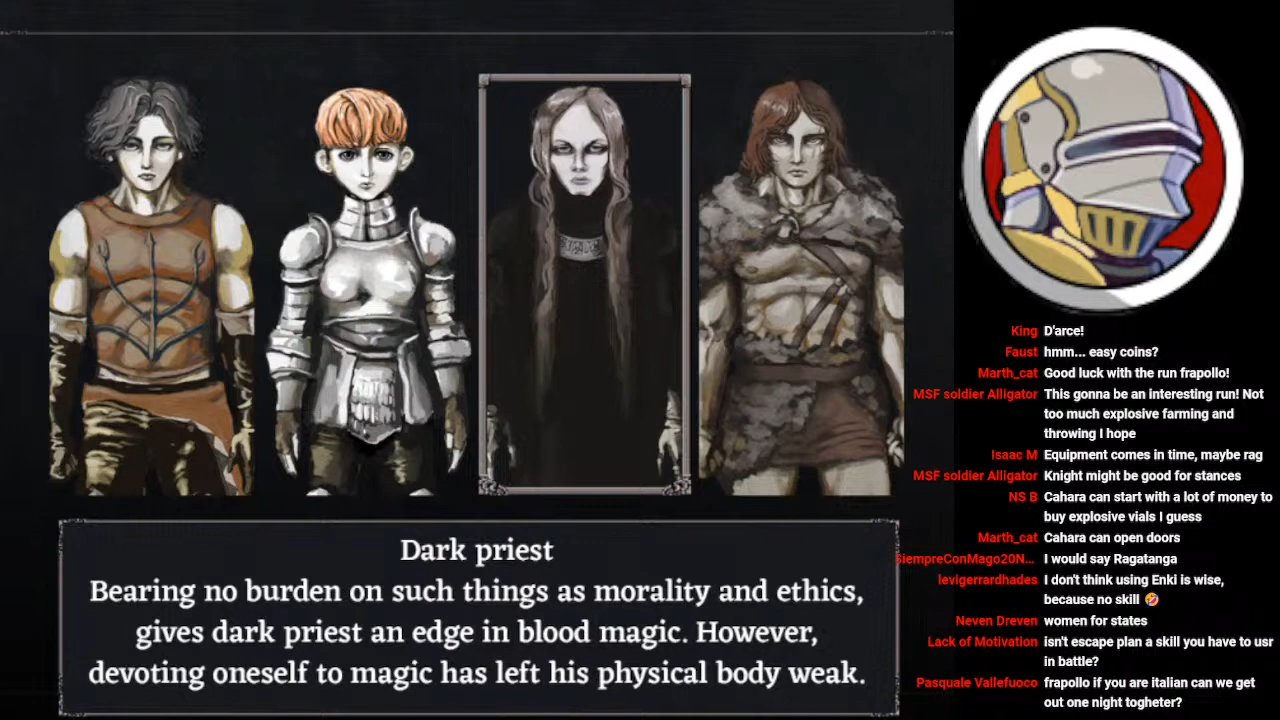 Dark priest
Bearing no burden on such things as morality and ethics,
gives dark priest an edge in blood magic. However,
devoting oneself to magic has left his physical body weak.
King D'arce!
Faust hmm... easy coins?
Marth_cat Good luck with the run frapollo!
MSF soldier Alligator This gonna be an interesting run! Not
too much explosive farming and
throwing I hope
Isaac M Equipment comes in time, maybe rag
MSF soldier Alligator Knight might be good for stances
NS B Cahara can start with a lot of money to
buy explosive vials I guess
Marth_cat Cahara can open doors
SiempreConMago20N... I would say Ragatanga
levigerrardhades I don't think using Enki is wise,
because no skill 🤣
Neven Dreven women for states
Lack of Motivation isn't escape plan a skill you have to usr
in battle?
Pasquale Vallefuoco frapollo if you are italian can we get
out one night togheter?